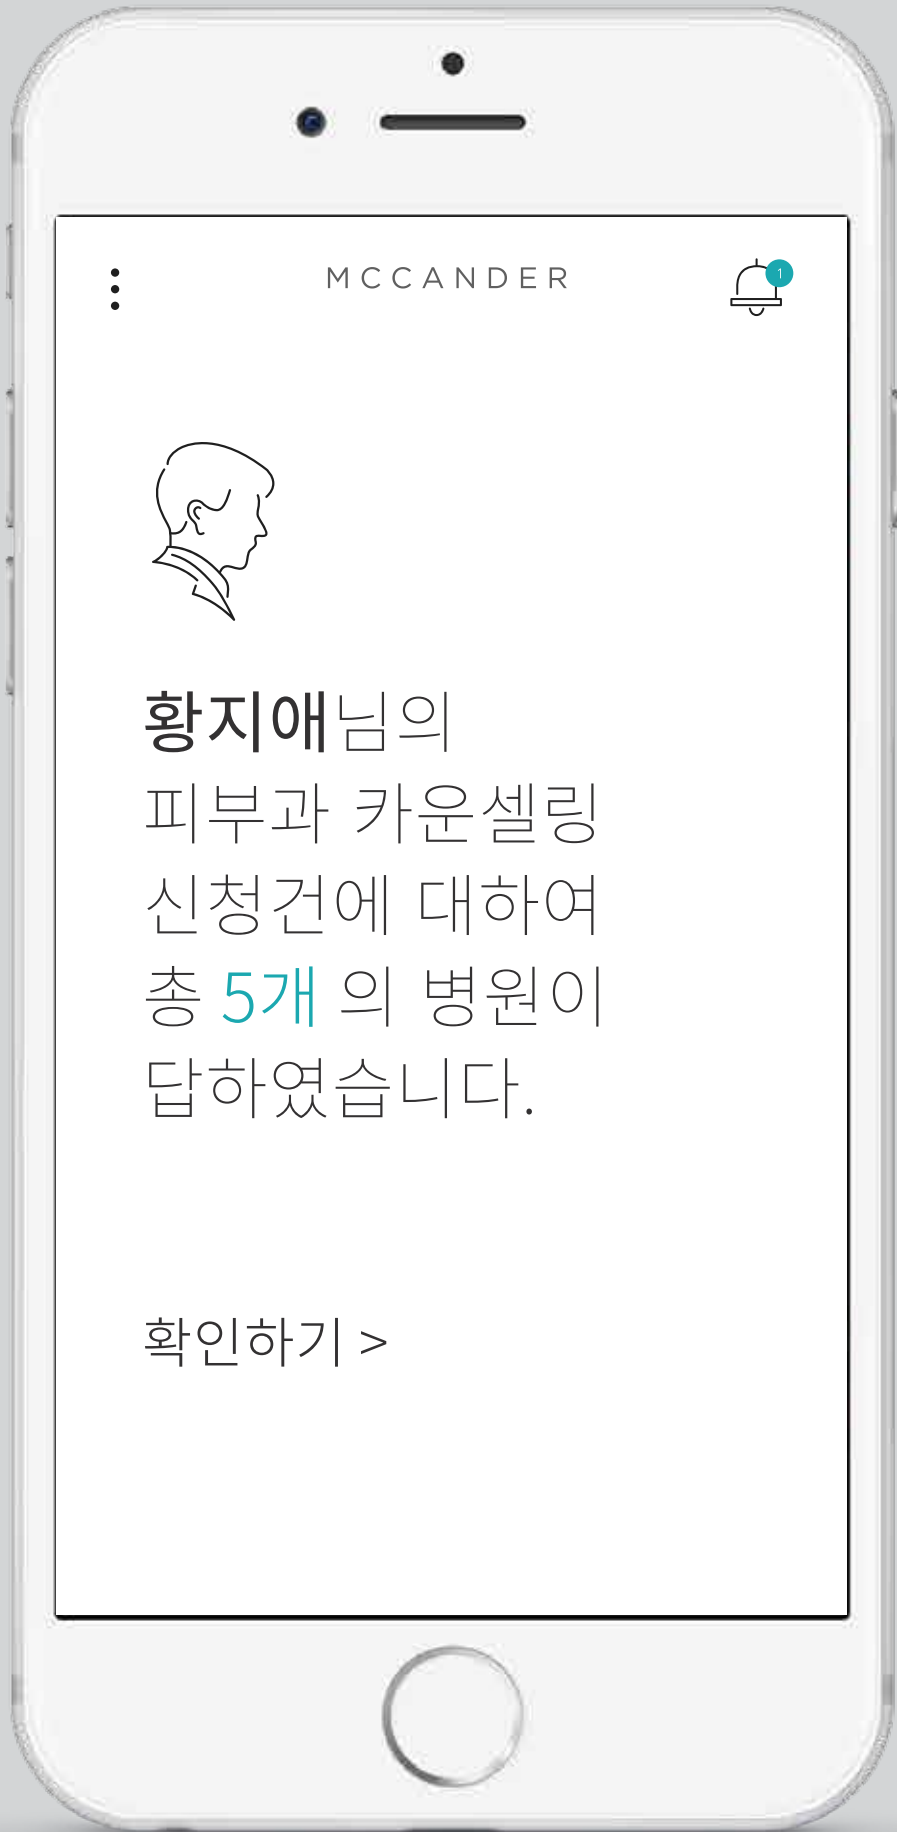 MCCANDER
1
황지애님의
피부과 카운셀링
신청건에 대하여
총 5개 의 병원이
답하였습니다.
확인하기 >